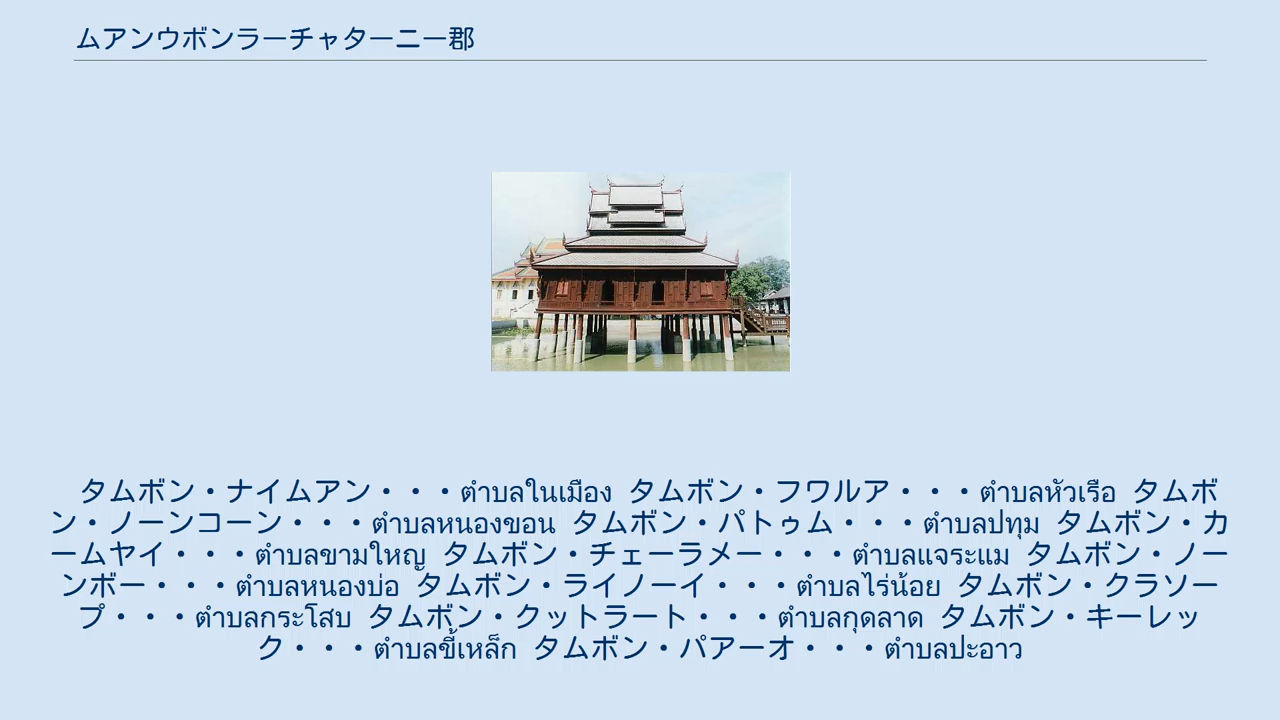 ムアンウボンラーチャターニー郡
タムボン・ナイムアン・・・ตำบลในเมือง タムボン・フワルア・・・ตำบลหัวเรือ タムボ
ン・ノーンコーン・・・ตำบลหนองขอน タムボン・パトゥム・・・ตำบลปทุม タムボン・カ
ームヤイ・・・ตำบลขามใหญ่ タムボン・チェーラメー・・・ตำบลแจระแม タムボン・ノー
ンボー・・・ตำบลหนองบ่อ タムボン・ライノーイ・・・ตำบลไร่น้อย タムボン・クラソー
プ・・・ตำบลกระโสบ タムボン・クットラート・・・ตำบลกุดลาด タムボン・キーレッ
ク・・・ตำบลขี้เหล็ก タムボン・パアーオ・・・ตำบลปะอาว